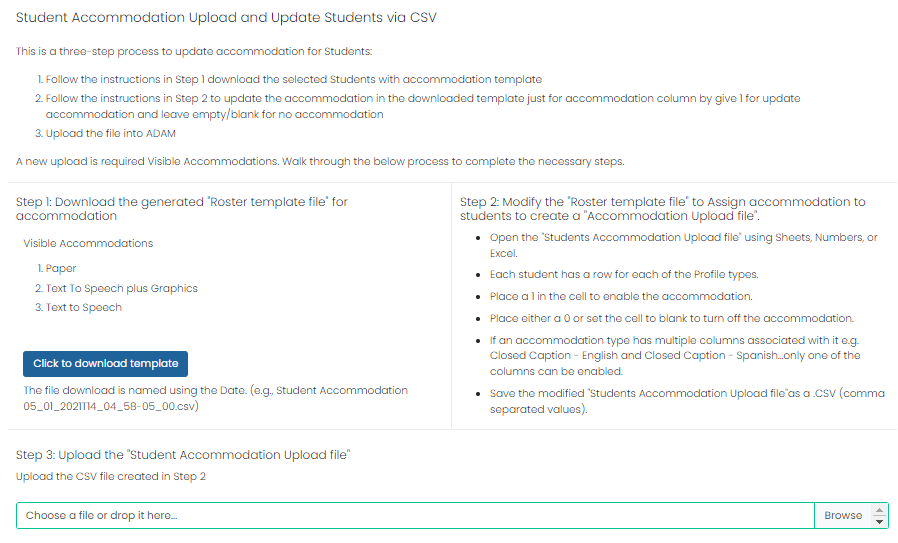 Student Accommodation Upload and Update Students via CSV
This is a three-step process to update accommodation for Students:
1. Follow the instructions in Step 1 download the selected Students with accommodation template
2. Follow the instructions in Step 2 to update the accommodation in the downloaded template just for accommodation column by give 1 for update
accommodation and leave empty/blank for no accommodation
3. Upload the file into ADAM
A new upload is required Visible Accommodations. Walk through the below process to complete the necessary steps.
Step 1: Download the generated "Roster template file" for
accommodation
Visible Accommodations
1. Paper
2. Text To Speech plus Graphics
3. Text to Speech
Click to download template
The file download is named using the Date. (e.g., Student Accommodation
05_01_2021T14_04_58-05_00.csv)
Step 2: Modify the "Roster template file" to Assign accommodation to
students to create a "Accommodation Upload file".
• Open the "Students Accommodation Upload file" using Sheets, Numbers, or
Excel.
• Each student has a row for each of the Profile types.
• Place a 1 in the cell to enable the accommodation.
• Place either a 0 or set the cell to blank to turn off the accommodation.
• If an accommodation type has multiple columns associated with it e.g.
Closed Caption - English and Closed Caption - Spanish...only one of the
columns can be enabled.
• Save the modified "Students Accommodation Upload file"as a .CSV (comma
separated values).
Step 3: Upload the "Student Accommodation Upload file"
Upload the CSV file created in Step 2
Choose a file or drop it here...
Browse